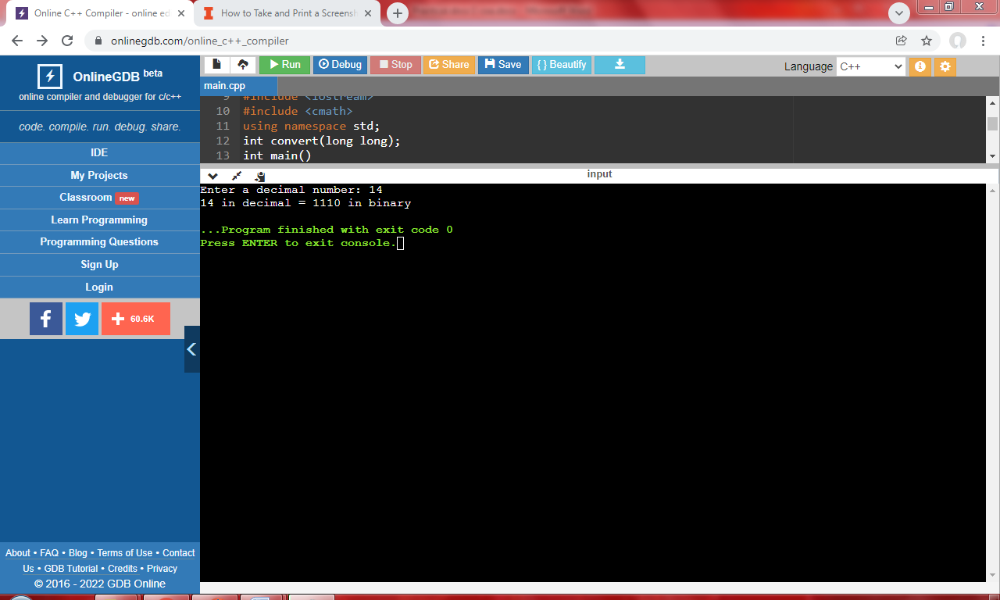 Online C++ Compiler - online ed
How to Take and Print a Screensh
onlinegdb.com/online_c++_compiler
OnlineGDB beta
online compiler and debugger for c/c++
code. compile. run. debug. share.
IDE
My Projects
Classroom new
Learn Programming
Programming Questions
Sign Up
Login
60.6K
About • FAQ • Blog • Terms of Use • Contact
Us • GDB Tutorial • Credits • Privacy
© 2016 - 2022 GDB Online
Run Debug Stop Share Save { } Beautify
Language C++
main.cpp
9 #include <iostream>
10 #include <cmath>
11 using namespace std;
12 int convert(long long);
13 int main()
input
Enter a decimal number: 14
14 in decimal = 1110 in binary
...Program finished with exit code 0
Press ENTER to exit console.